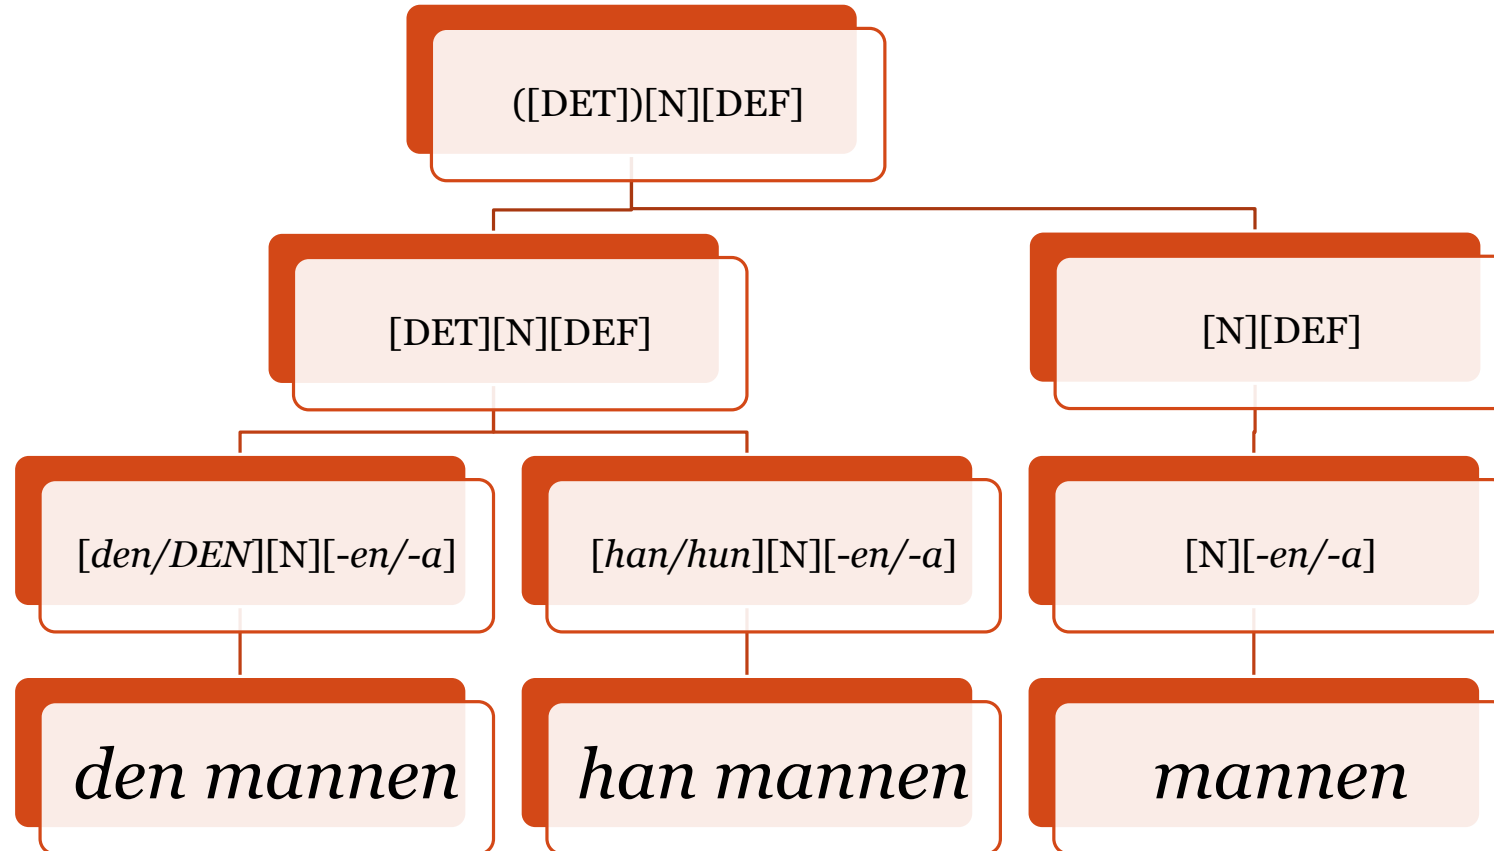 ([DET])[N][DEF]
[DET][N][DEF]
[N][DEF]
[den/DEN][N][-en/-a]
[han/hun][N][-en/-a]
[N][-en/-a]
den mannen
han mannen
mannen